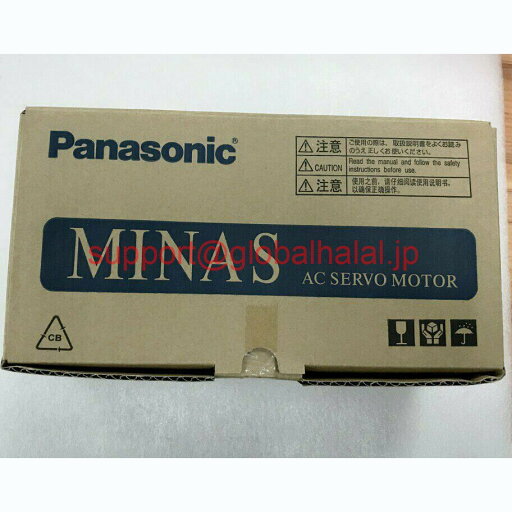 Panasonic®
⚠注意 ご使用の際は、取扱説明書をよくお読み
のうえ正しくお使いください。
⚠CAUTION Read the manual and follow the safety
instructions before use.
⚠注意 使用之前，请仔细阅读使用说明书，
以确保正确操作。
MINAS AC SERVO MOTOR
support@globalhalal.jp
CB